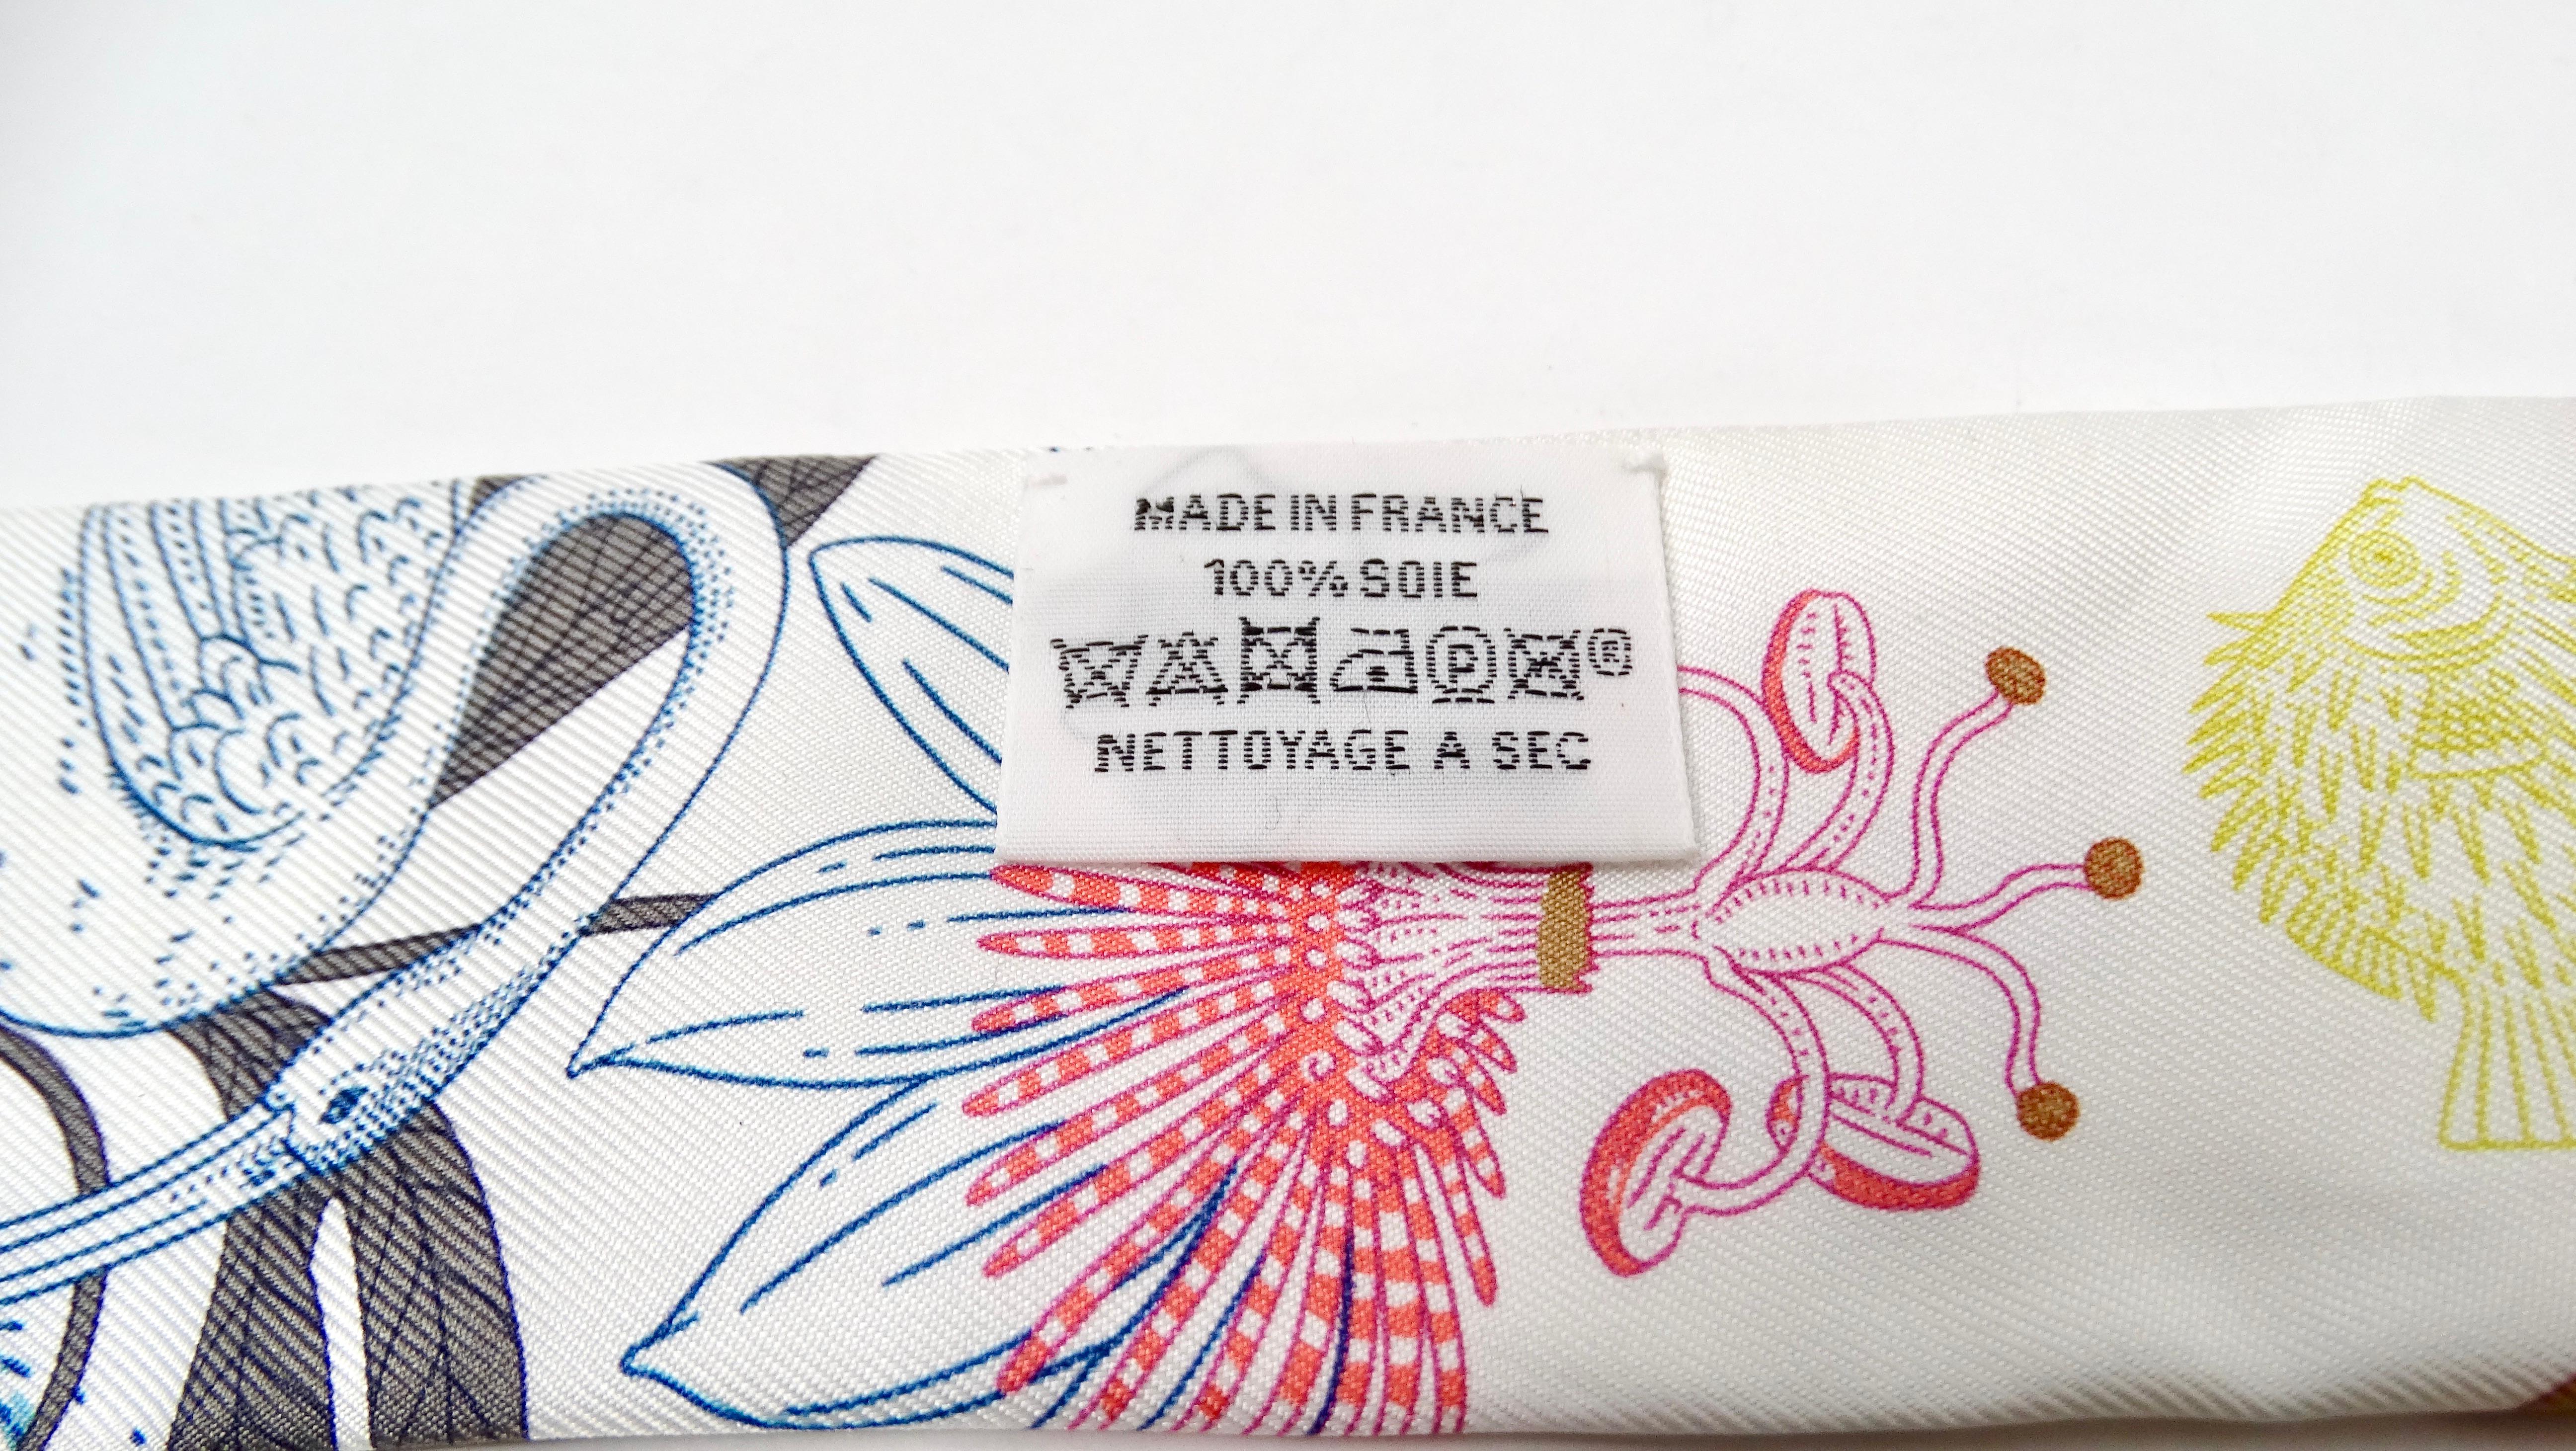 MADE IN FRANCE
100% SOIE
P ®
NETTOYAGE A SEC